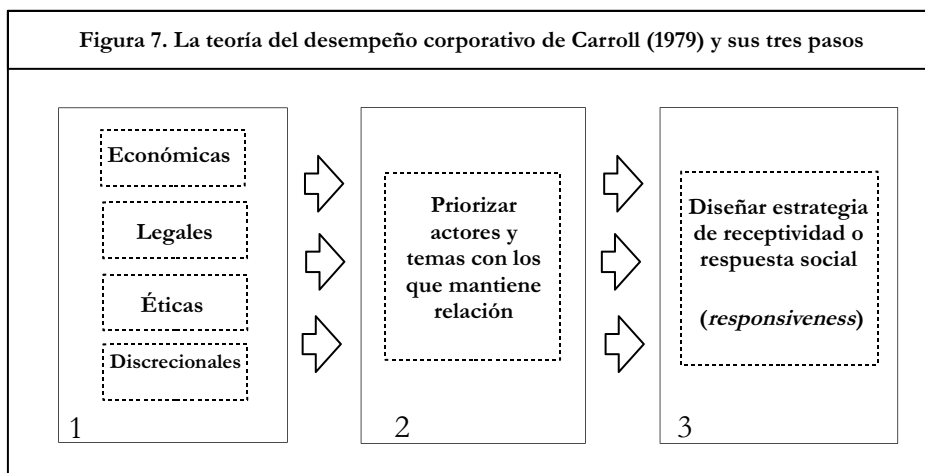 Figura 7. La teoría del desempeño corporativo de Carroll (1979) y sus tres pasos
Económicas
Legales
Éticas
Discrecionales
1
Priorizar
actores y
temas con los
que mantiene
relación
2
Diseñar estrategia
de receptividad o
respuesta social
(responsiveness)
3